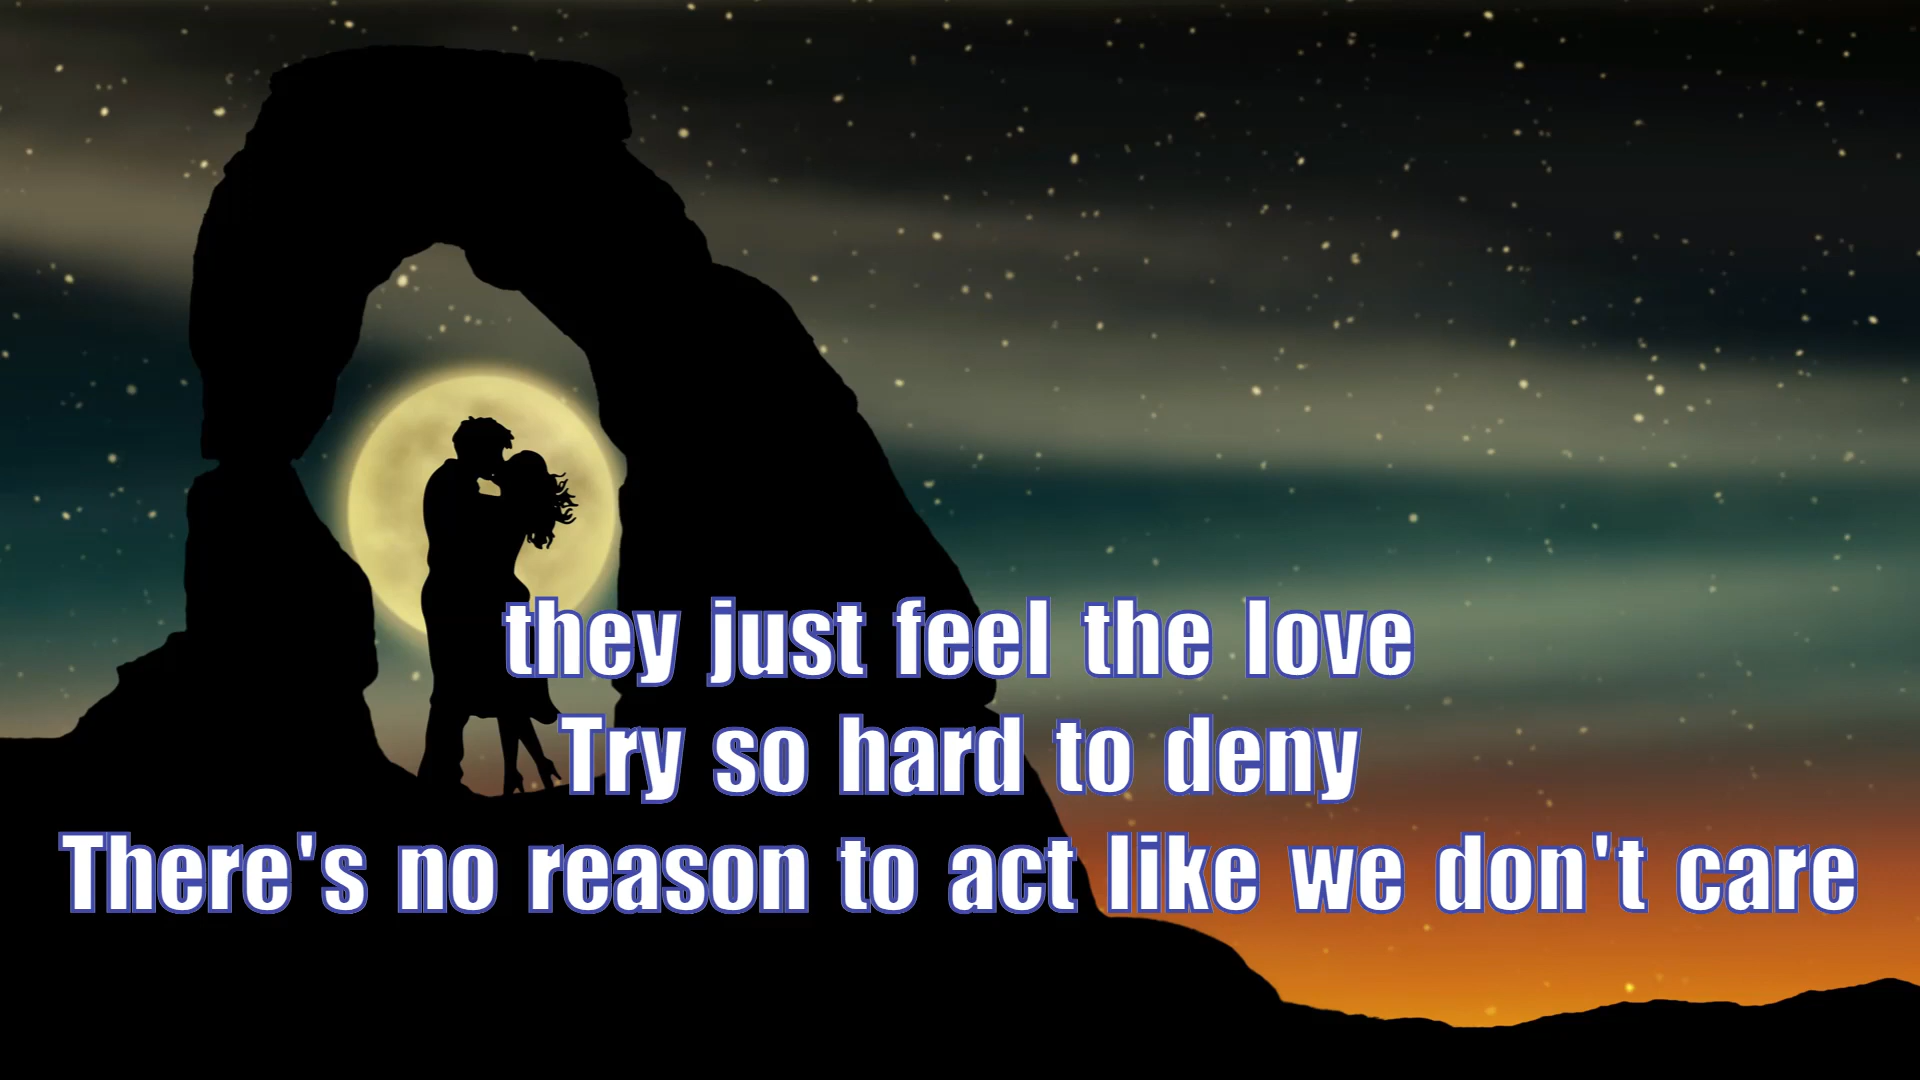 they just feel the love
Try so hard to deny
There's no reason to act like we don't care